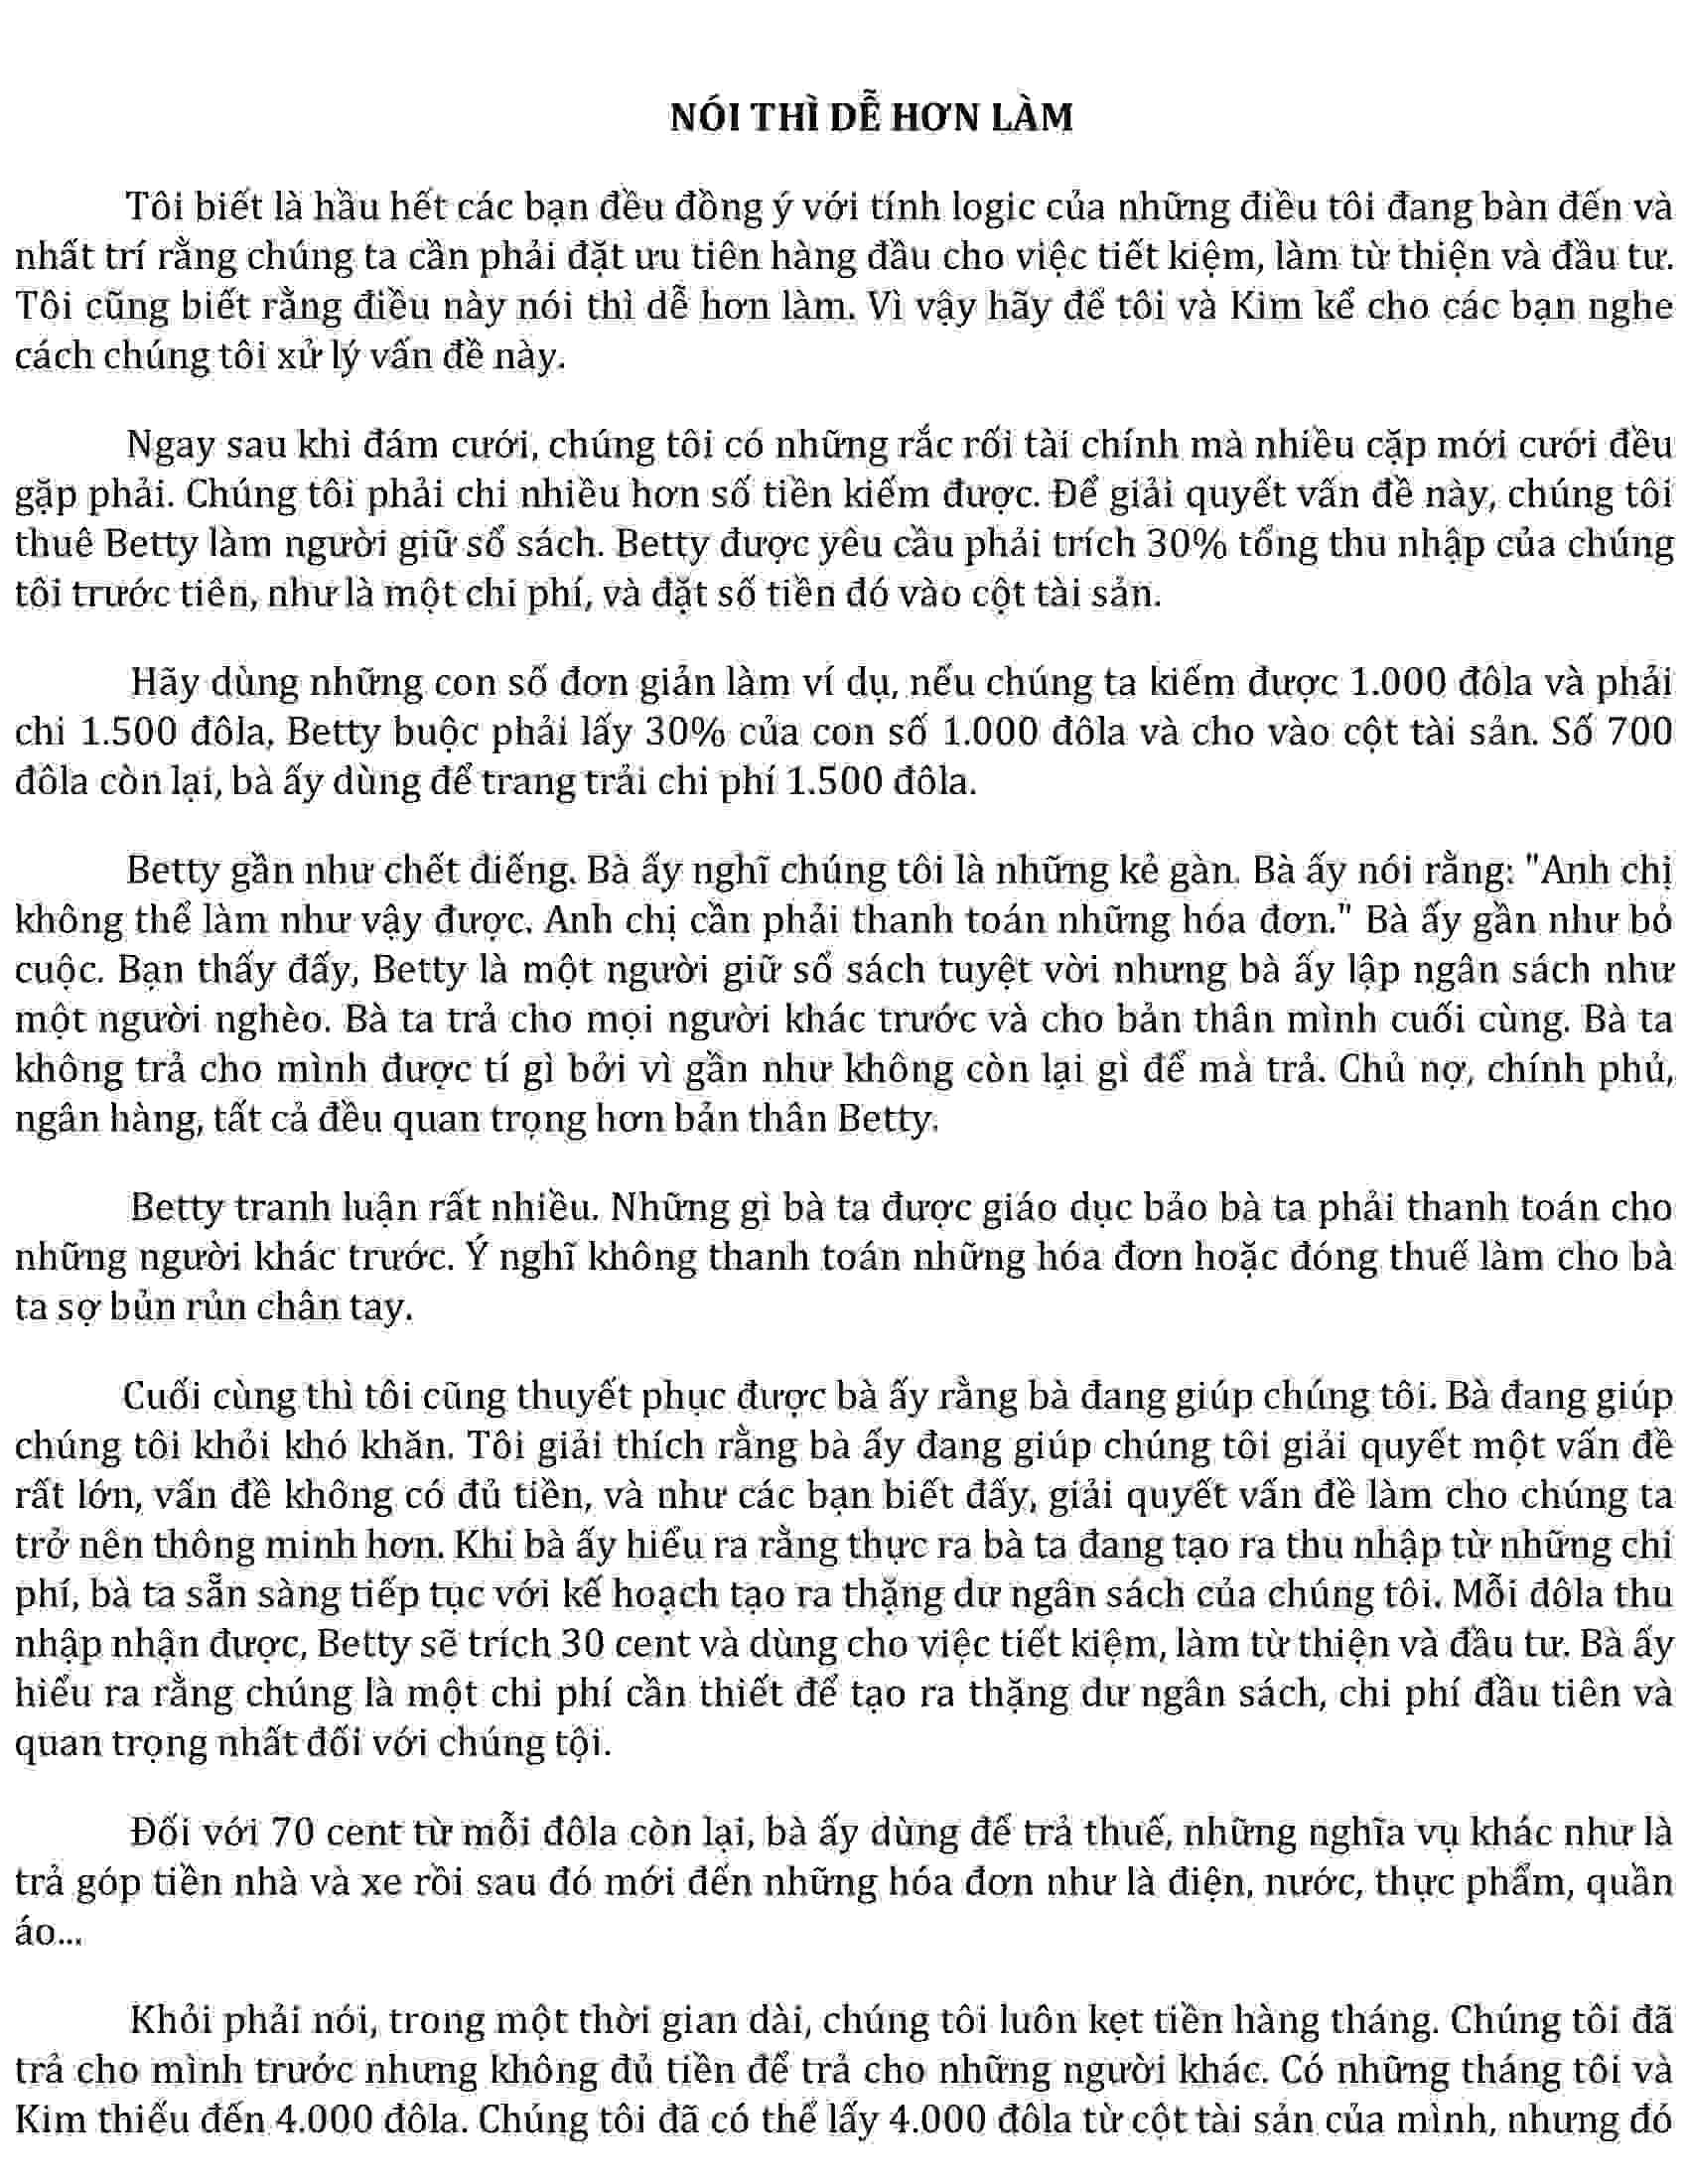 NÓI THÌ DỄ HƠN LÀM
Tôi biết là hầu hết các bạn đều đồng ý với tính logic của những điều tôi đang bàn đến và
nhất trí rằng chúng ta cần phải đặt ưu tiên hàng đầu cho việc tiết kiệm, làm từ thiện và đầu tư.
Tôi cũng biết rằng điều này nói thì dễ hơn làm. Vì vậy hãy để tôi và Kim kể cho các bạn nghe
cách chúng tôi xử lý vấn đề này.
Ngay sau khi đám cưới, chúng tôi có những rắc rối tài chính mà nhiều cặp mới cưới đều
gặp phải. Chúng tôi phải chi nhiều hơn số tiền kiếm được. Để giải quyết vấn đề này, chúng tôi
thuê Betty làm người giữ sổ sách. Betty được yêu cầu phải trích 30% tổng thu nhập của chúng
tôi trước tiên, như là một chi phí, và đặt số tiền đó vào cột tài sản.
Hãy dùng những con số đơn giản làm ví dụ, nếu chúng ta kiếm được 1.000 đôla và phải
chi 1.500 đôla, Betty buộc phải lấy 30% của con số 1.000 đôla và cho vào cột tài sản. Số 700
đôla còn lại, bà ấy dùng để trang trải chi phí 1.500 đôla.
Betty gần như chết điếng. Bà ấy nghĩ chúng tôi là những kẻ gàn. Bà ấy nói rằng: "Anh chị
không thể làm như vậy được. Anh chị cần phải thanh toán những hóa đơn." Bà ấy gần như bỏ
cuộc. Bạn thấy đấy, Betty là một người giữ sổ sách tuyệt vời nhưng bà ấy lập ngân sách như
một người nghèo. Bà ta trả cho mọi người khác trước và cho bản thân mình cuối cùng. Bà ta
không trả cho mình được tí gì bởi vì gần như không còn lại gì để mà trả. Chủ nợ, chính phủ,
ngân hàng, tất cả đều quan trọng hơn bản thân Betty.
Betty tranh luận rất nhiều. Những gì bà ta được giáo dục bảo bà ta phải thanh toán cho
những người khác trước. Ý nghĩ không thanh toán những hóa đơn hoặc đóng thuế làm cho bà
ta sợ bủn rủn chân tay.
Cuối cùng thì tôi cũng thuyết phục được bà ấy rằng bà đang giúp chúng tôi. Bà đang giúp
chúng tôi khỏi khó khăn. Tôi giải thích rằng bà ấy đang giúp chúng tôi giải quyết một vấn đề
rất lớn, vấn đề không có đủ tiền, và như các bạn biết đấy, giải quyết vấn đề làm cho chúng ta
trở nên thông minh hơn. Khi bà ấy hiểu ra rằng thực ra bà ta đang tạo ra thu nhập từ những chi
phí, bà ta sẵn sàng tiếp tục với kế hoạch tạo ra thặng dư ngân sách của chúng tôi. Mỗi đôla thu
nhập nhận được, Betty sẽ trích 30 cent và dùng cho việc tiết kiệm, làm từ thiện và đầu tư. Bà ấy
hiểu ra rằng chúng là một chi phí cần thiết để tạo ra thặng dư ngân sách, chi phí đầu tiên và
quan trọng nhất đối với chúng tội.
Đối với 70 cent từ mỗi đôla còn lại, bà ấy dùng để trả thuế, những nghĩa vụ khác như là
trả góp tiền nhà và xe rồi sau đó mới đến những hóa đơn như là điện, nước, thực phẩm, quần
áo...
Khỏi phải nói, trong một thời gian dài, chúng tôi luôn kẹt tiền hàng tháng. Chúng tôi đã
trả cho mình trước nhưng không đủ tiền để trả cho những người khác. Có những tháng tôi và
Kim thiếu đến 4.000 đôla. Chúng tôi đã có thể lấy 4.000 đôla từ cột tài sản của mình, nhưng đó